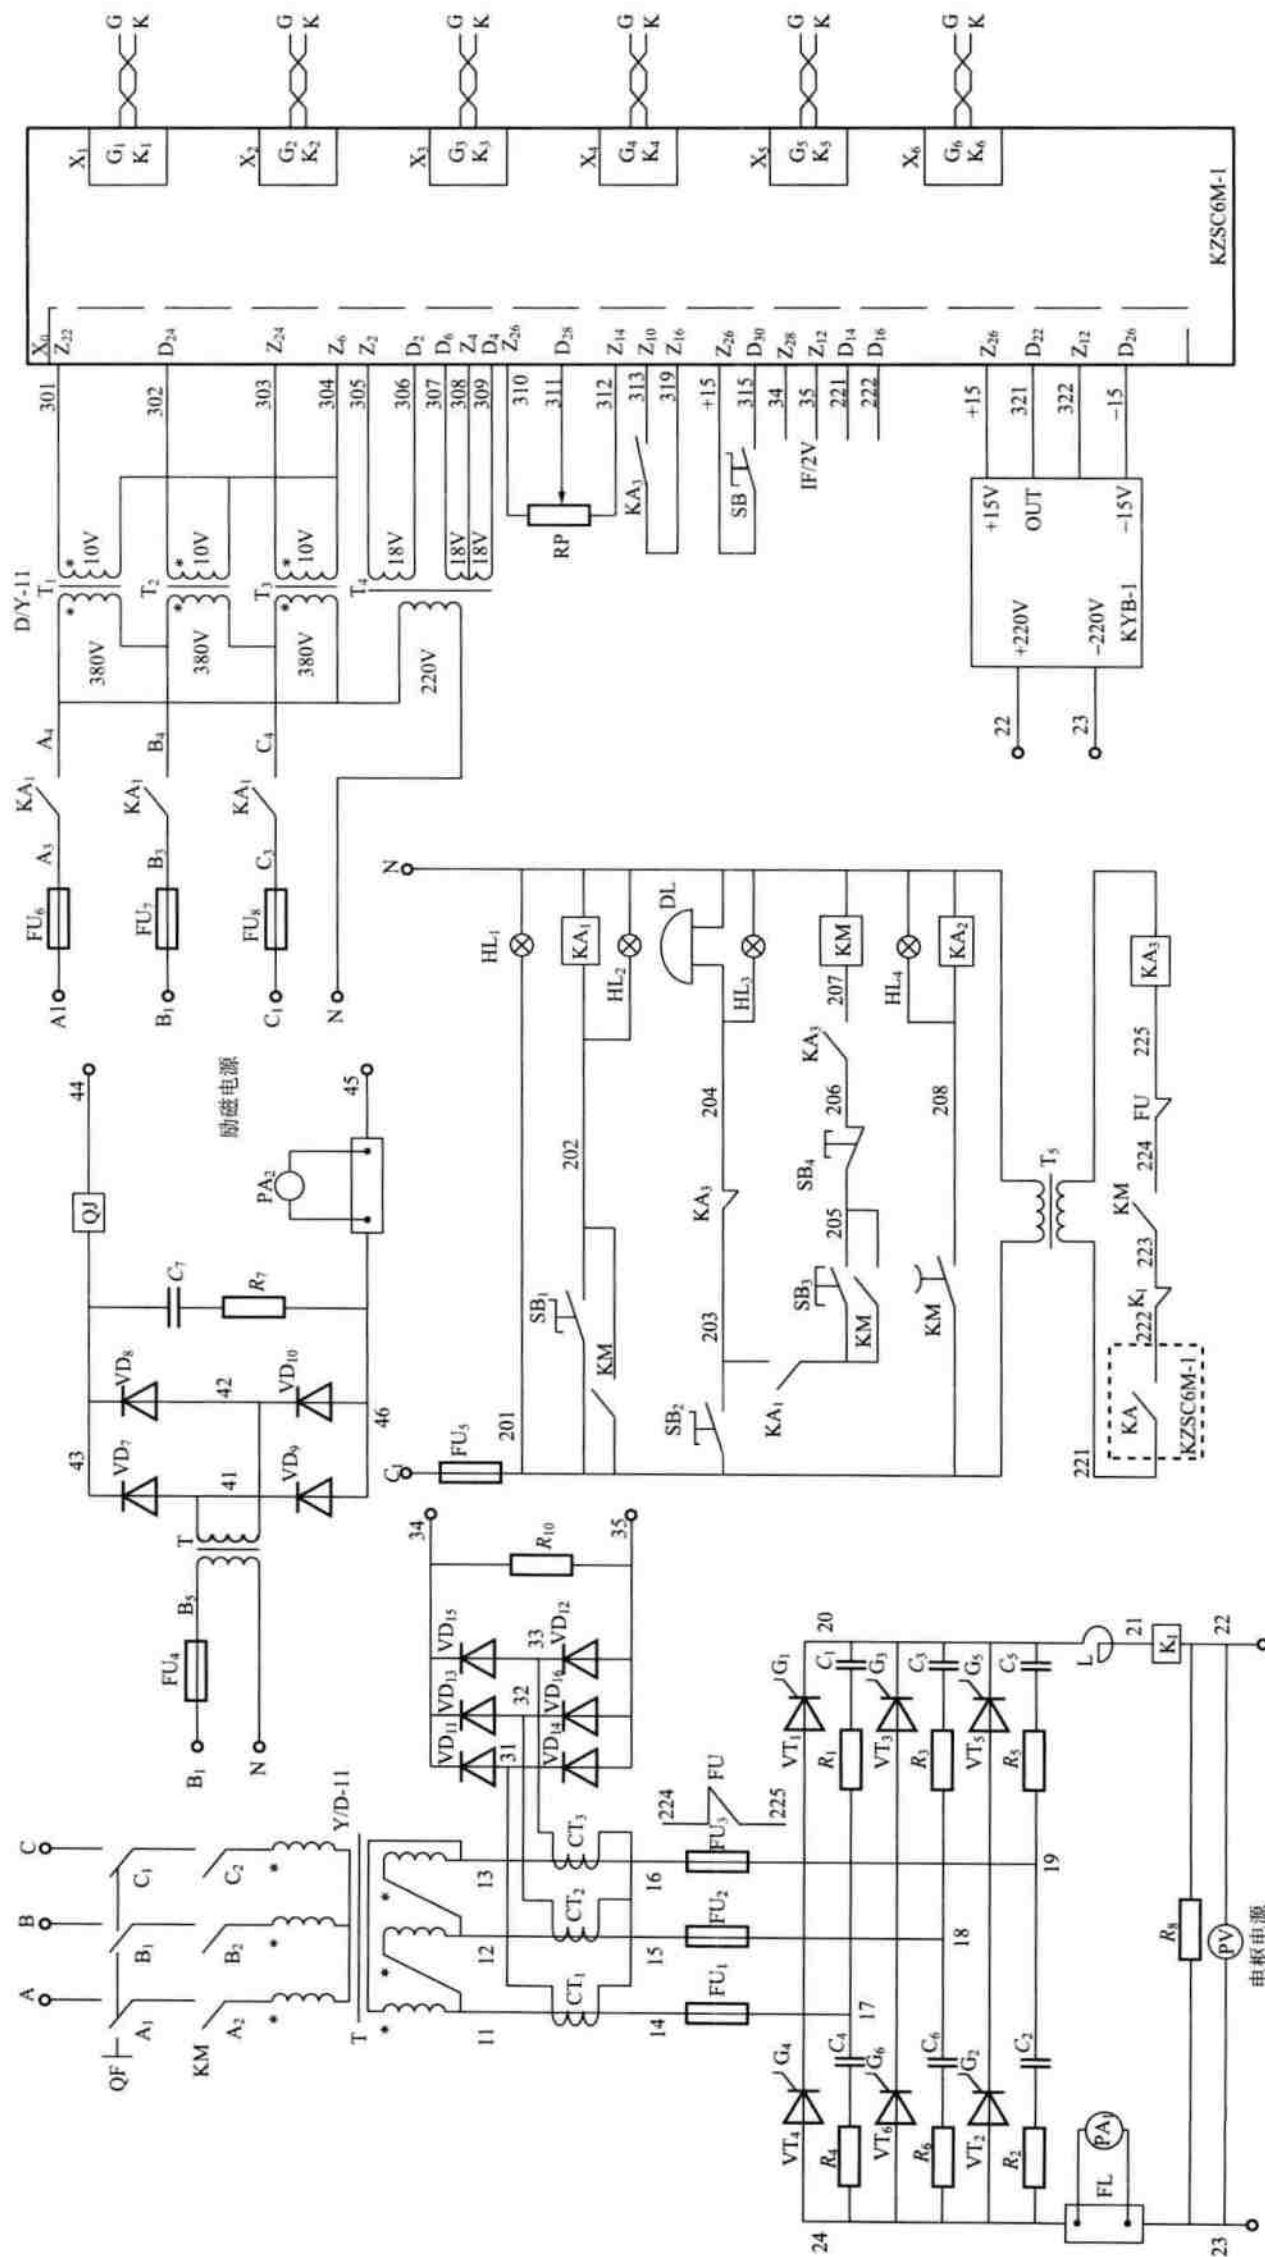 A
B
C
QF
A₁
B₁
C₁
KM
A₂
B₂
C₂
* * *
Y/D-11
T
* * *
11
12
13
CT₁
CT₂
CT₃
14
15
16
FU₁
FU₂
FU₃
224
FU
225
17
18
19
31
32
33
VD₁₁
VD₁₃
VD₁₅
VD₁₄
VD₁₆
VD₁₂
R₁₀
34
35
VT₁
G₁
R₁
C₁
VT₃
G₃
R₃
C₃
VT₅
G₅
R₅
C₅
VT₄
G₄
R₄
C₄
VT₆
G₆
R₆
C₆
VT₂
G₂
R₂
C₂
20
L
21
K₁
22
24
FL
PA₁
23
R₈
PV
电枢电源
B₁
N
FU₄
B₅
T
41
42
43
VD₇
VD₈
VD₉
VD₁₀
46
C₇
R₇
QJ
PA₂
44
45
励磁电源
C₁
FU₅
201
N
HL₁
SB₁
KM
202
KA₁
HL₂
SB₂
203
KA₃
204
DL
HL₃
KA₁
SB₃
KM
205
SB₄
206
KA₃
207
KM
KM
208
HL₄
KA₂
T₅
221
KA
KZSC6M-1
222
K₁
223
KM
224
FU
225
KA₃
A1
FU₆
A₃
KA₁
A₄
B₁
FU₇
B₃
KA₁
B₄
C₁
FU₈
C₃
KA₁
C₄
N
D/Y-11
T₁
380V
* *
10V
T₂
380V
* *
10V
T₃
380V
* *
10V
T₄
220V
18V
18V
18V
301
302
303
304
305
306
307
308
309
310
311
312
RP
313
KA₃
319
+15
SB
315
34
IF/2V
35
221
222
X₀
Z₂₂
D₂₄
Z₂₄
Z₆
Z₂
D₂
D₆
Z₄
D₄
Z₂₆
D₂₈
Z₁₄
Z₁₀
Z₁₆
Z₂₆
D₃₀
Z₂₈
Z₁₂
D₁₄
D₁₆
Z₂₆
D₂₂
Z₁₂
D₂₆
+15
321
322
−15
+15V
OUT
−15V
+220V
−220V
KYB-1
22
23
X₁
G₁
K₁
G
K
X₂
G₂
K₂
G
K
X₃
G₃
K₃
G
K
X₄
G₄
K₄
G
K
X₅
G₅
K₅
G
K
X₆
G₆
K₆
G
K
KZSC6M-1